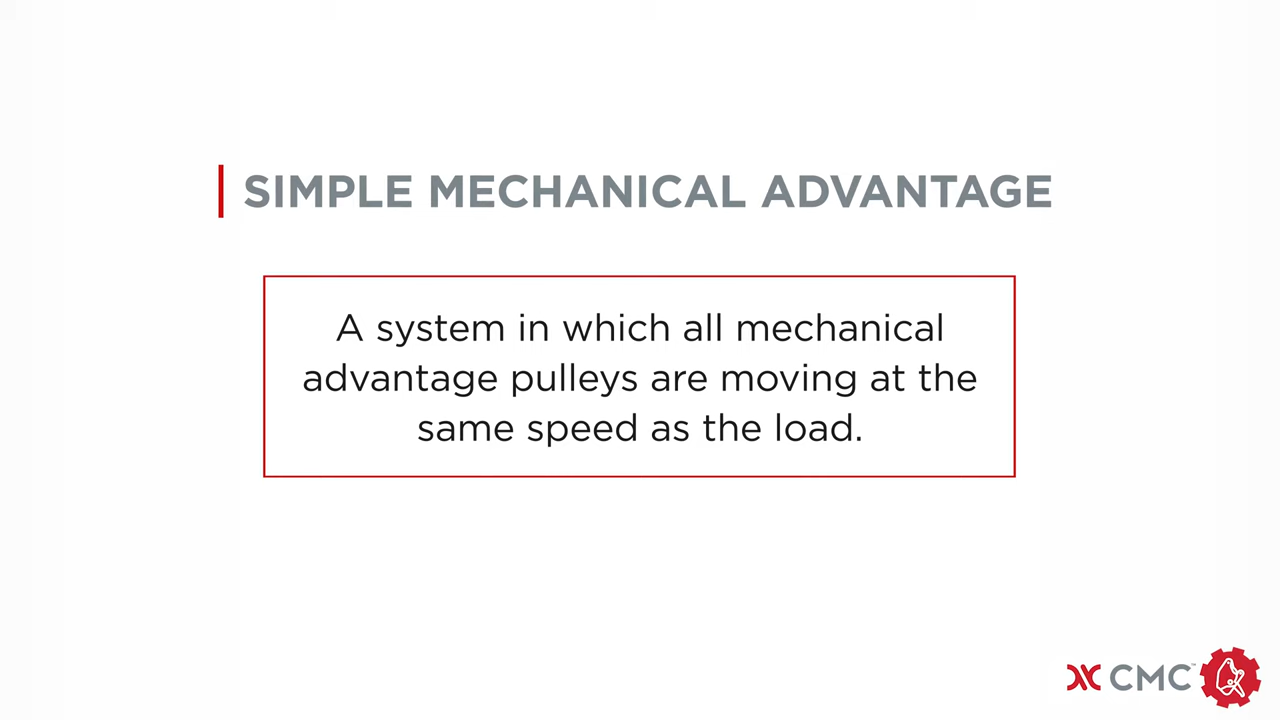 SIMPLE MECHANICAL ADVANTAGE
A system in which all mechanical
advantage pulleys are moving at the
same speed as the load.
CMC™